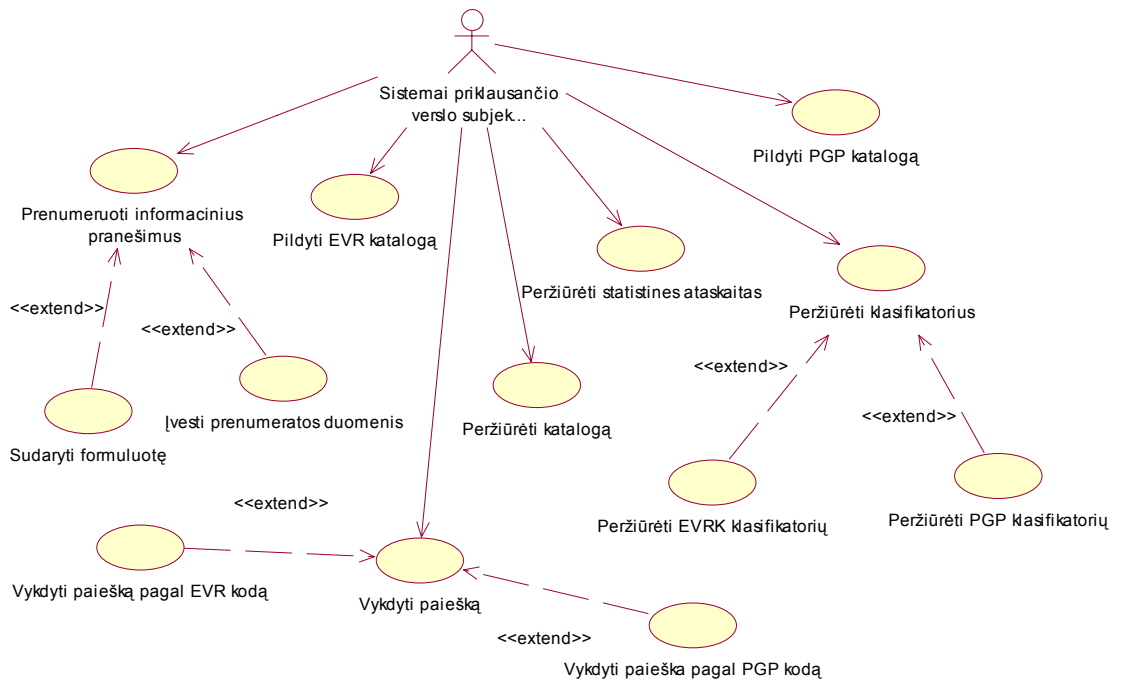 Sistemai priklausančio
verslo subjek...
Pildyti PGP katalogą
Prenumeruoti informacinius
pranešimus
Pildyti EVR katalogą
Peržiūrėti statistines ataskaitas
Peržiūrėti klasifikatorius
<<extend>>
<<extend>>
<<extend>>
<<extend>>
Sudaryti formuluotę
Įvesti prenumeratos duomenis
Peržiūrėti katalogą
Peržiūrėti EVRK klasifikatorių
Peržiūrėti PGP klasifikatorių
<<extend>>
Vykdyti paiešką pagal EVR kodą
Vykdyti paiešką
<<extend>>
Vykdyti paieška pagal PGP kodą